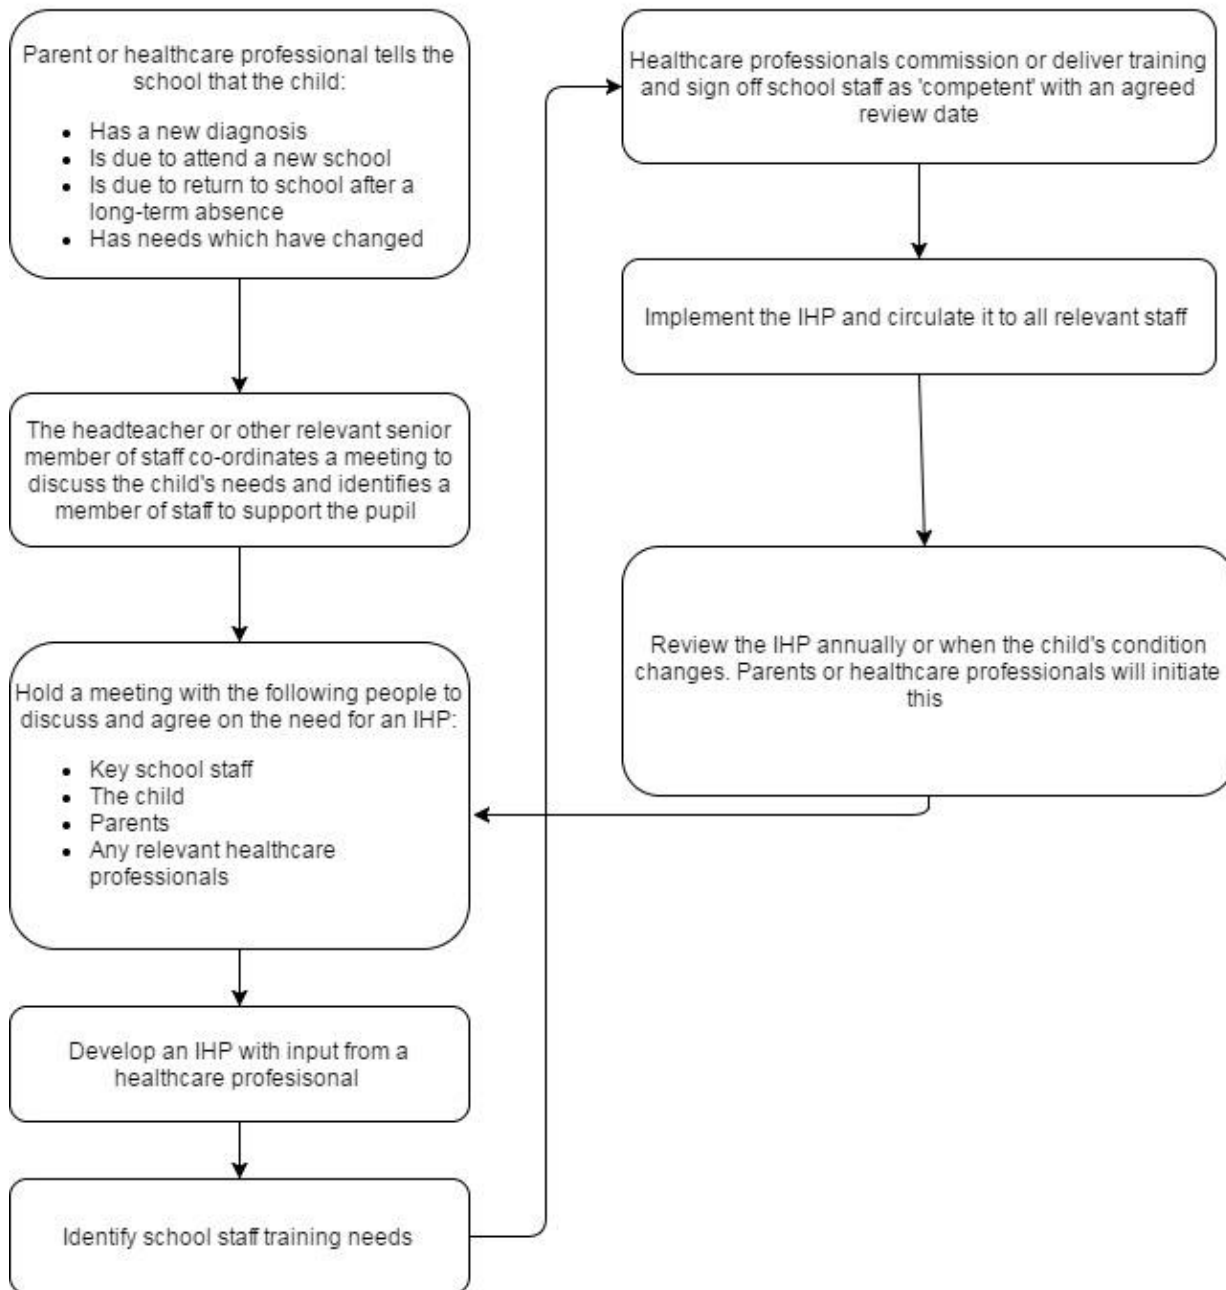 Parent or healthcare professional tells the
school that the child:
• Has a new diagnosis
• Is due to attend a new school
• Is due to return to school after a
long-term absence
• Has needs which have changed
The headteacher or other relevant senior
member of staff co-ordinates a meeting to
discuss the child's needs and identifies a
member of staff to support the pupil
Hold a meeting with the following people to
discuss and agree on the need for an IHP:
• Key school staff
• The child
• Parents
• Any relevant healthcare
professionals
Develop an IHP with input from a
healthcare profesisonal
Identify school staff training needs
Healthcare professionals commission or deliver training
and sign off school staff as 'competent' with an agreed
review date
Implement the IHP and circulate it to all relevant staff
Review the IHP annually or when the child's condition
changes. Parents or healthcare professionals will initiate
this